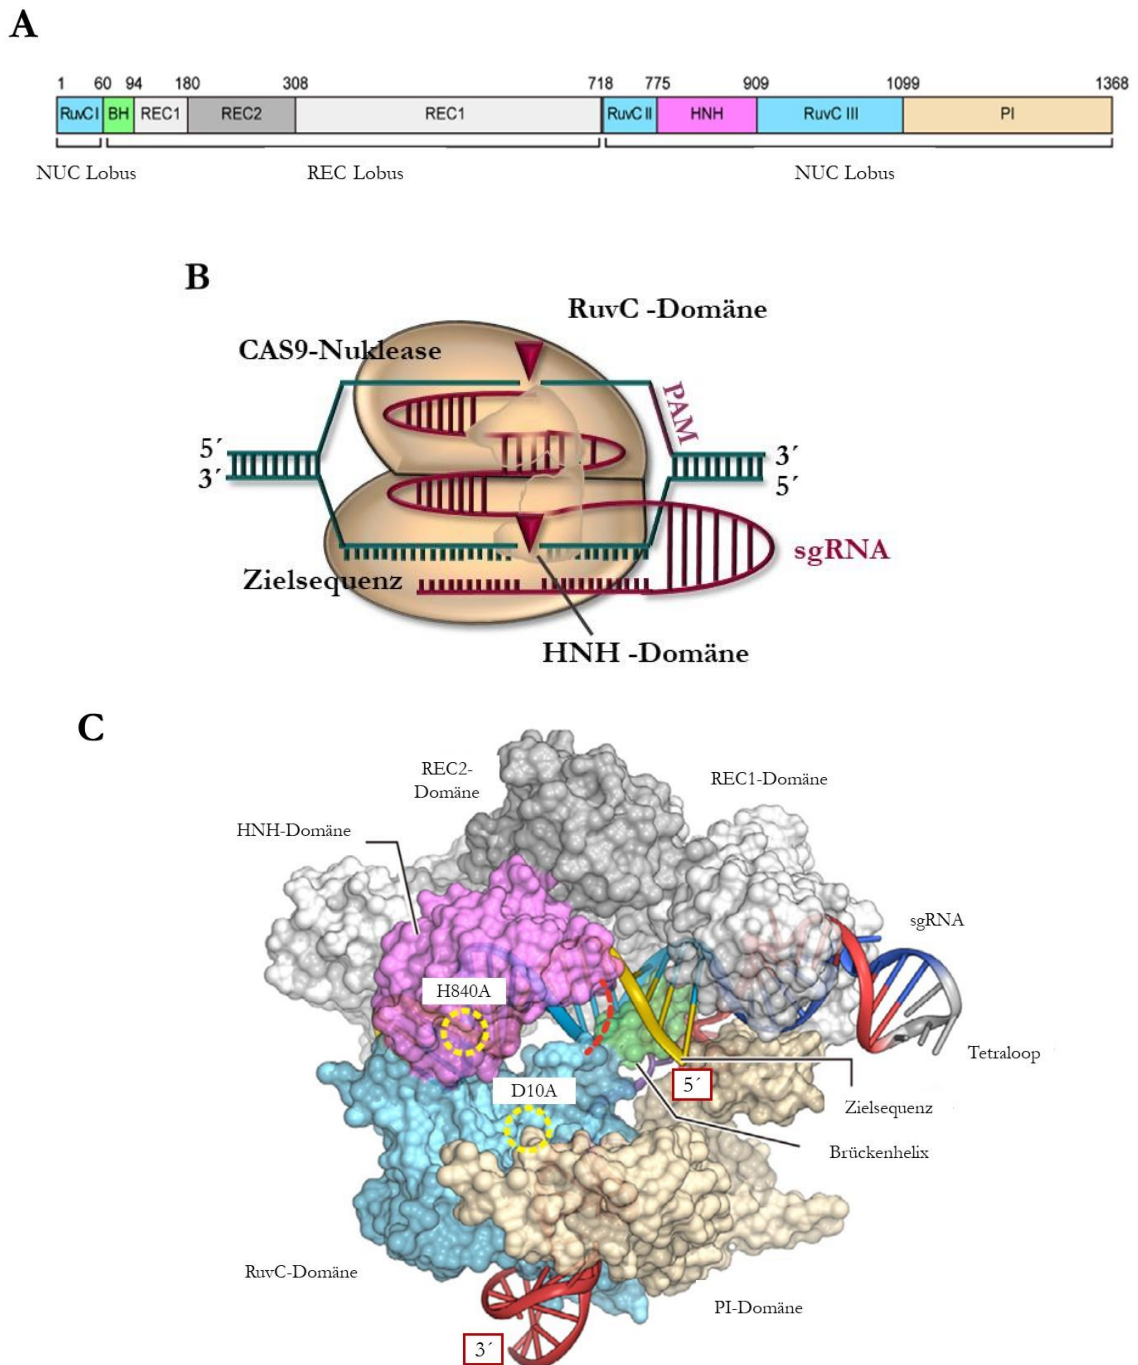 A
1 60 94 180 308 718 775 909 1099 1368
RuvC I BH REC1 REC2 REC1 RuvC II HNH RuvC III PI
NUC Lobus REC Lobus NUC Lobus
B
RuvC -Domäne
CAS9-Nuklease
PAM
5´ 3´
3´ 5´
sgRNA
Zielsequenz
HNH -Domäne
C
REC2-
Domäne
REC1-Domäne
HNH-Domäne
sgRNA
H840A
Tetraloop
D10A
5´
Zielsequenz
Brückenhelix
RuvC-Domäne
PI-Domäne
3´